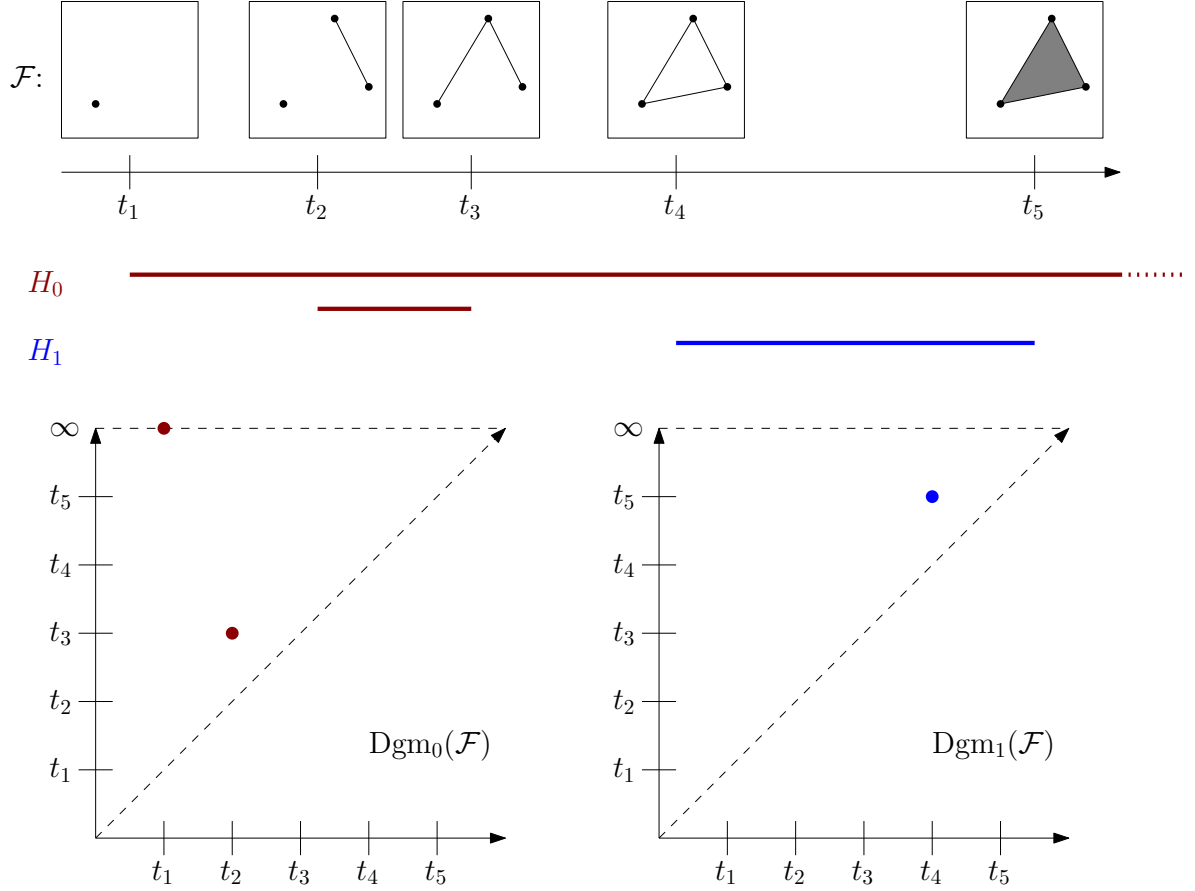 𝓕:
t₁ t₂ t₃ t₄ t₅
H₀
H₁
∞ ∞
t₅ t₅
t₄ t₄
t₃ t₃
t₂ t₂
Dgm₀(𝓕) Dgm₁(𝓕)
t₁ t₁
t₁ t₂ t₃ t₄ t₅ t₁ t₂ t₃ t₄ t₅